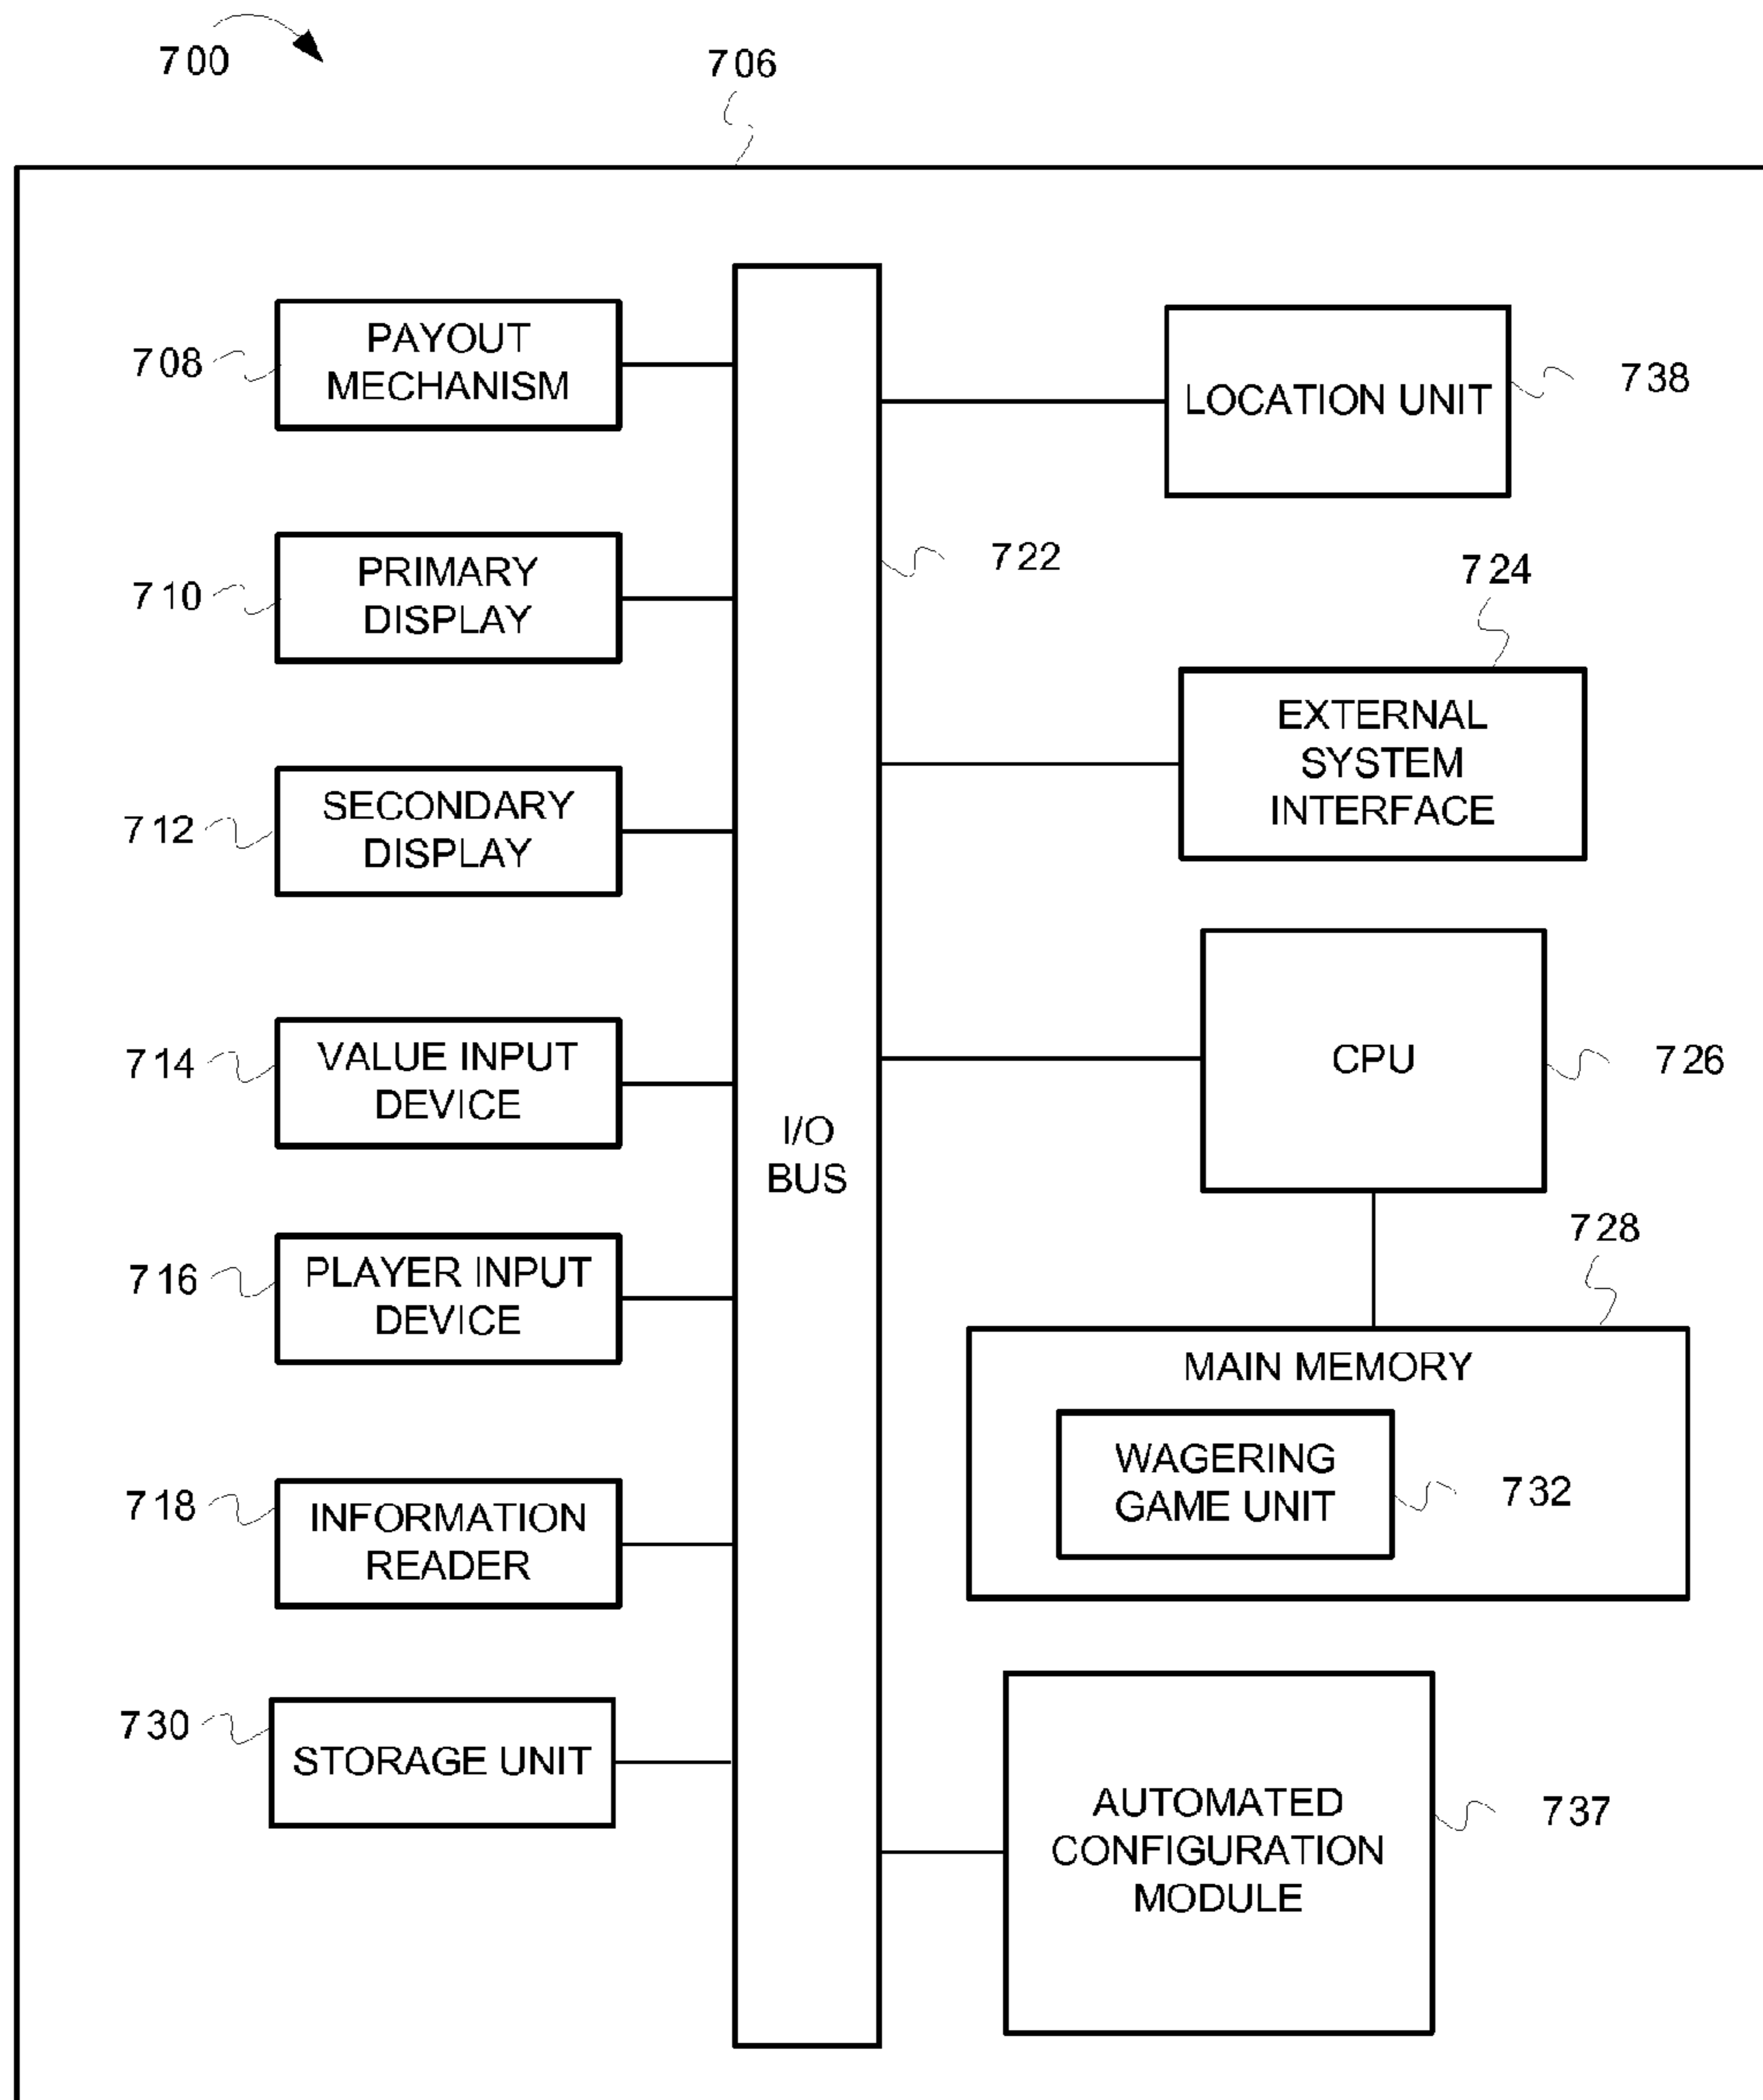 700
706
708
PAYOUT
MECHANISM
710
PRIMARY
DISPLAY
712
SECONDARY
DISPLAY
714
VALUE INPUT
DEVICE
716
PLAYER INPUT
DEVICE
718
INFORMATION
READER
730
STORAGE UNIT
I/O
BUS
722
LOCATION UNIT
738
724
EXTERNAL
SYSTEM
INTERFACE
CPU
726
728
MAIN MEMORY
WAGERING
GAME UNIT
732
AUTOMATED
CONFIGURATION
MODULE
737